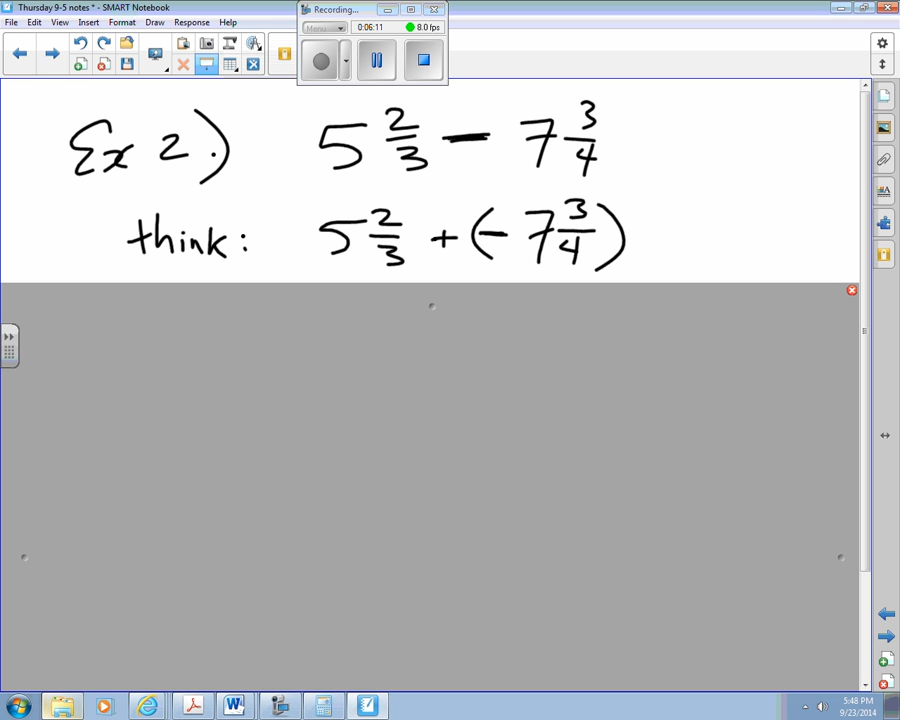 Thursday 9-5 notes * - SMART Notebook
Recording...
File Edit View Insert Format Draw Response Help
Menu 0:06:11 8.0 fps
Ex 2.) 5 2/3 - 7 3/4
think: 5 2/3 + (- 7 3/4)
5:48 PM
9/23/2014